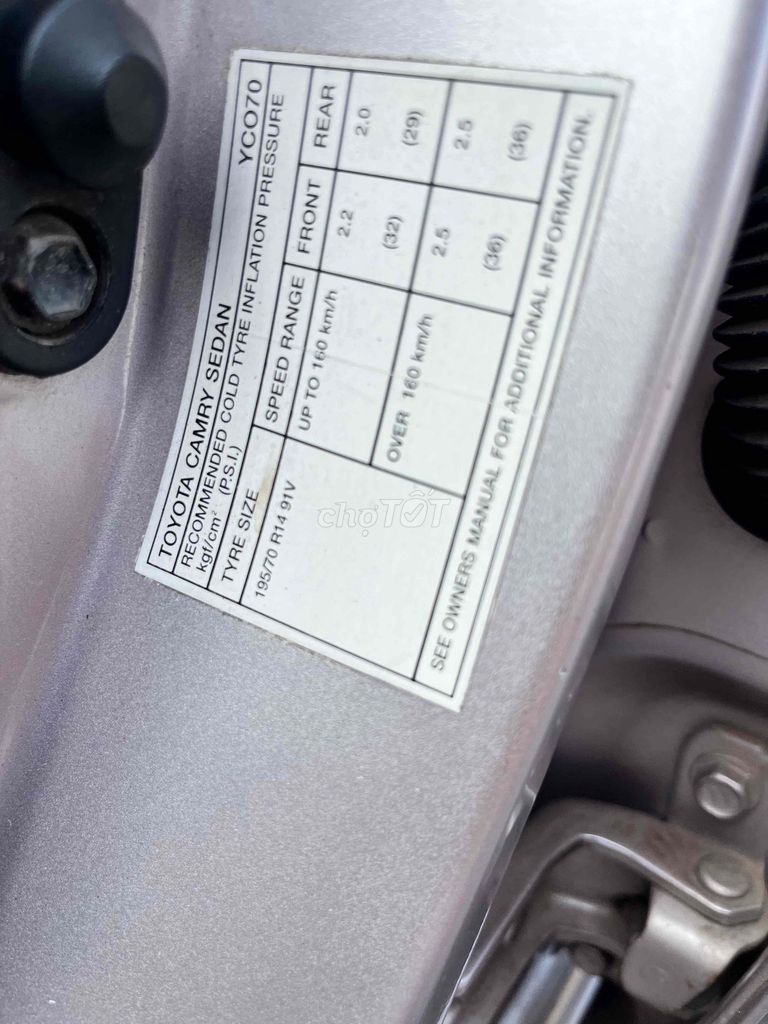 TOYOTA CAMRY SEDAN YCO70
RECOMMENDED COLD TYRE INFLATION PRESSURE
kgf/cm² (P.S.I.)
TYRE SIZE SPEED RANGE FRONT REAR
195/70 R14 91V UP TO 160 km/h 2.2 2.0
(32) (29)
OVER 160 km/h 2.5 2.5
(36) (36)
SEE OWNERS MANUAL FOR ADDITIONAL INFORMATION.
chợTỐT